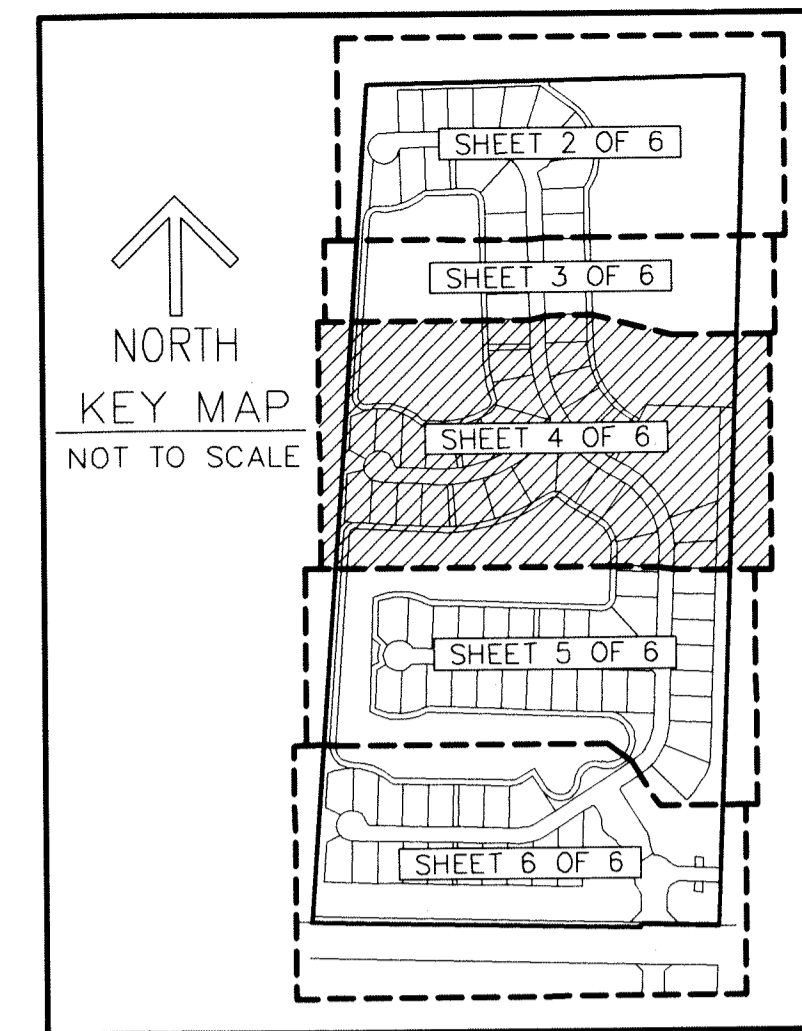 SHEET 2 OF 6
SHEET 3 OF 6
NORTH
KEY MAP
NOT TO SCALE
SHEET 4 OF 6
SHEET 5 OF 6
SHEET 6 OF 6